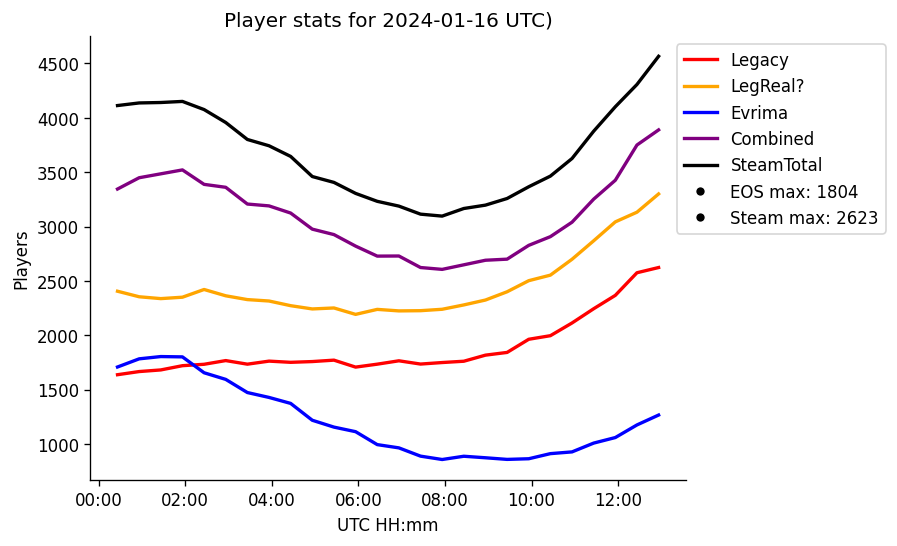 Player stats for 2024-01-16 UTC)
Legacy
LegReal?
Evrima
Combined
SteamTotal
EOS max: 1804
Steam max: 2623
4500
4000
3500
3000
2500
2000
1500
1000
Players
00:00 02:00 04:00 06:00 08:00 10:00 12:00
UTC HH:mm